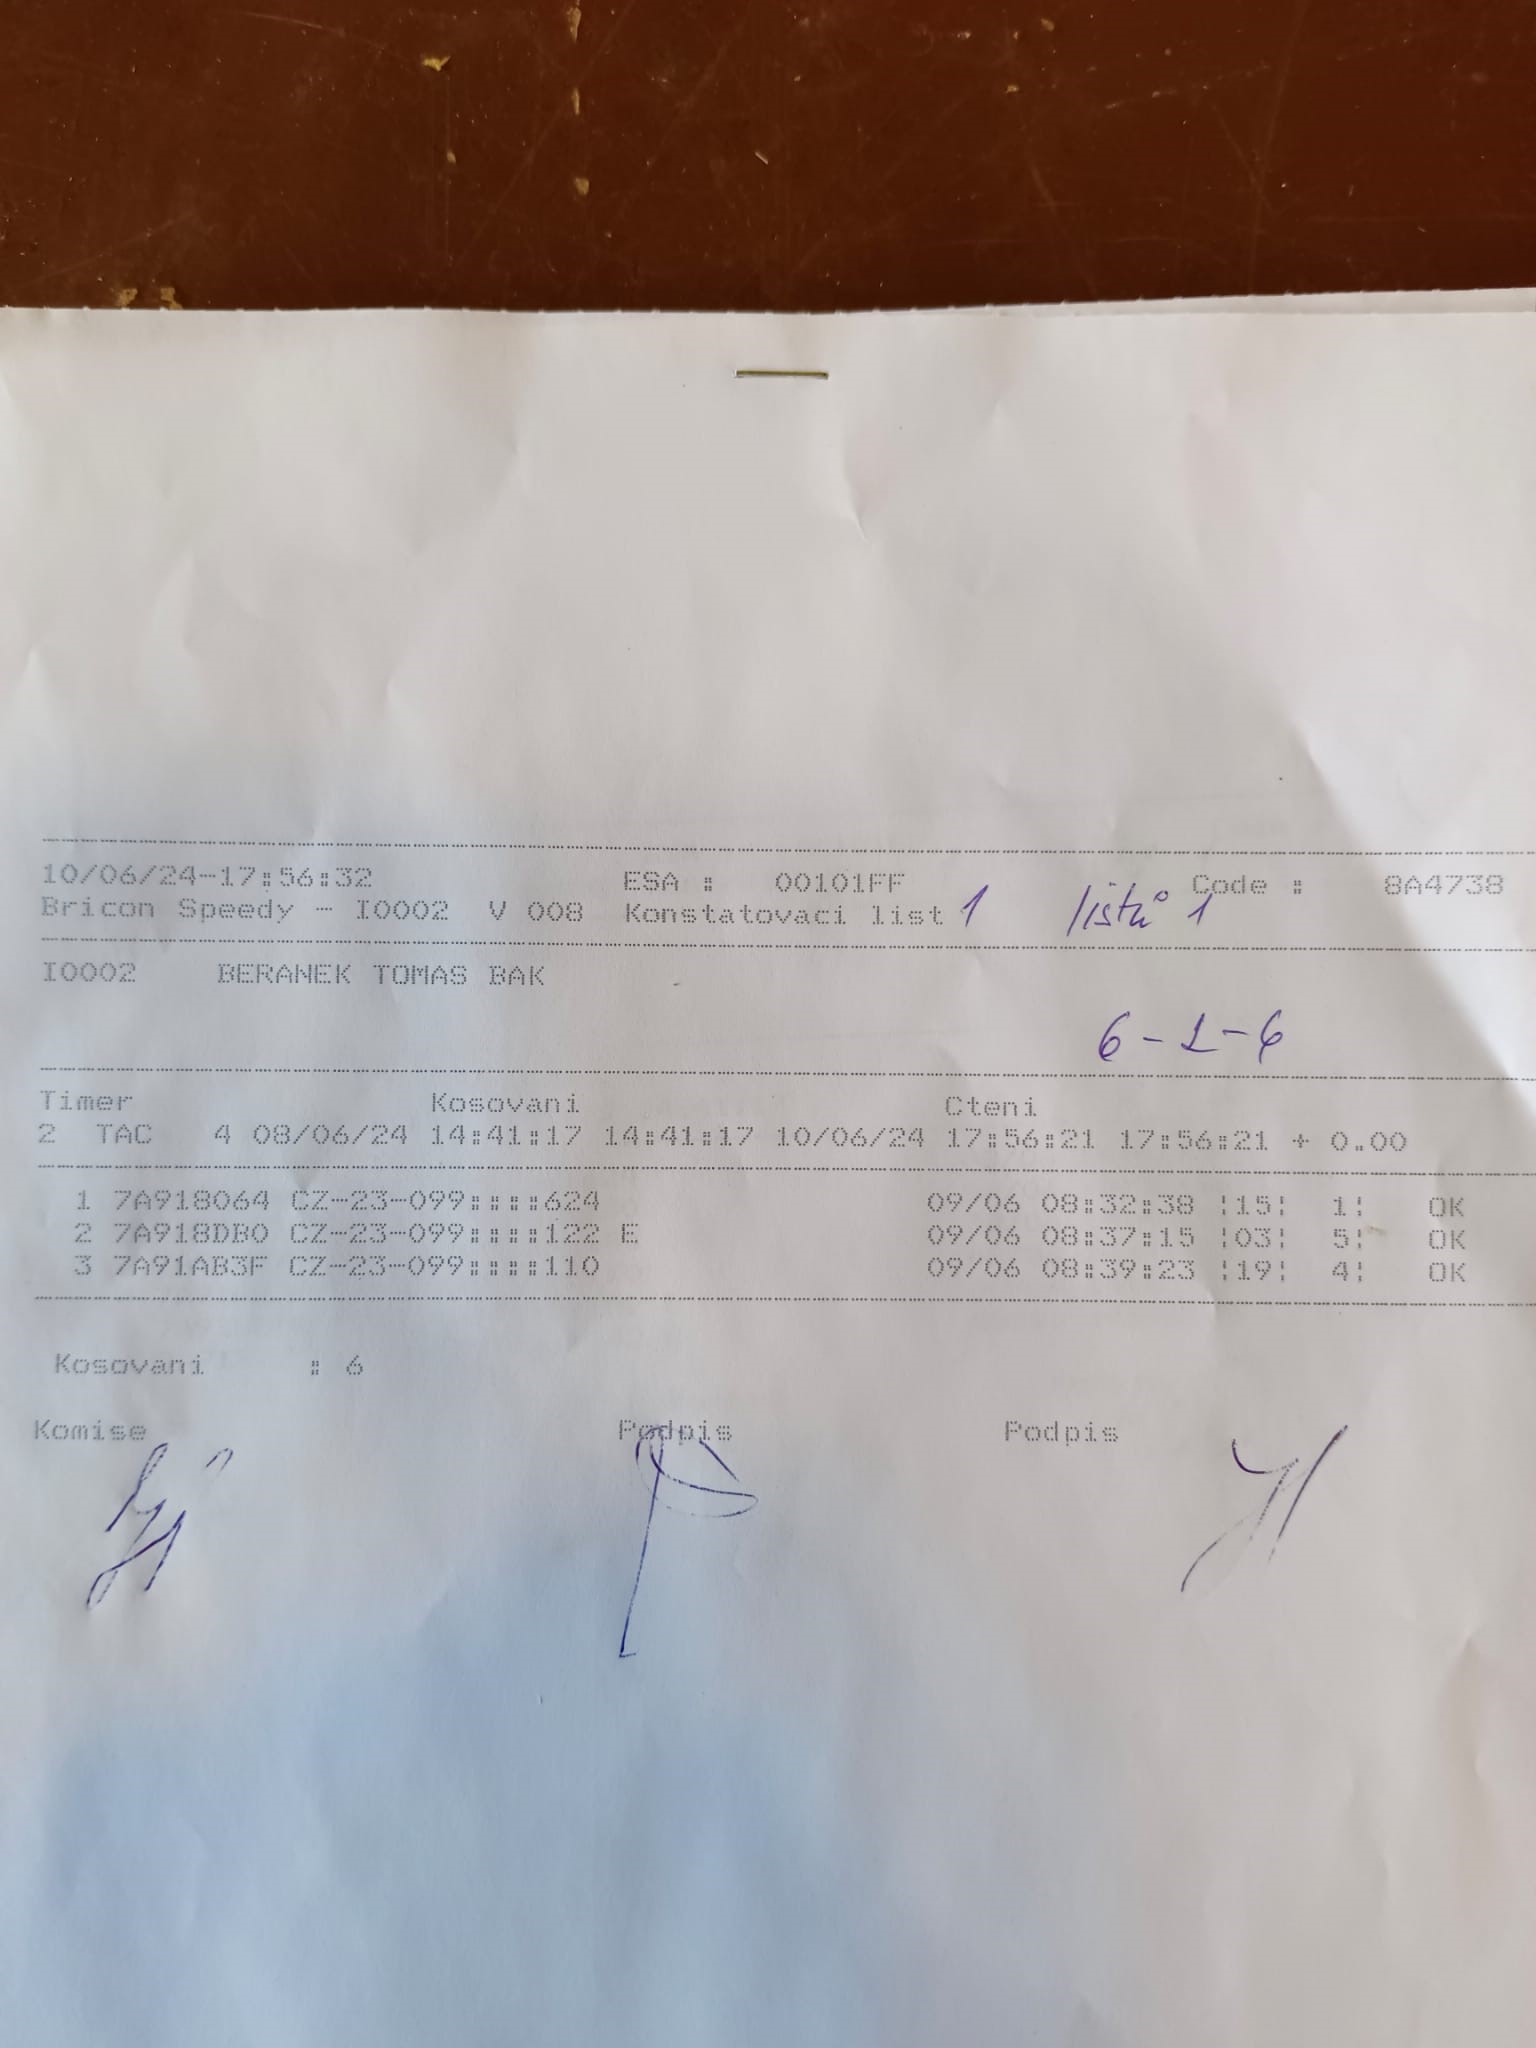 10/06/24-17:56:32 ESA : 00101FF Code : 8A4738
Bricon Speedy - I0002 V 008 Konstatovaci list 1 listů 1
I0002 BERANEK TOMAS BAK
6-1-6
Timer Kosovani Cteni
2 TAC 4 08/06/24 14:41:17 14:41:17 10/06/24 17:56:21 17:56:21 + 0.00
1 7A918064 CZ-23-099::::624 09/06 08:32:38 |15| 1| OK
2 7A918DB0 CZ-23-099::::122 E 09/06 08:37:15 |03| 5| OK
3 7A91AB3F CZ-23-099::::110 09/06 08:39:23 |19| 4| OK
Kosovani : 6
Komise Podpis Podpis